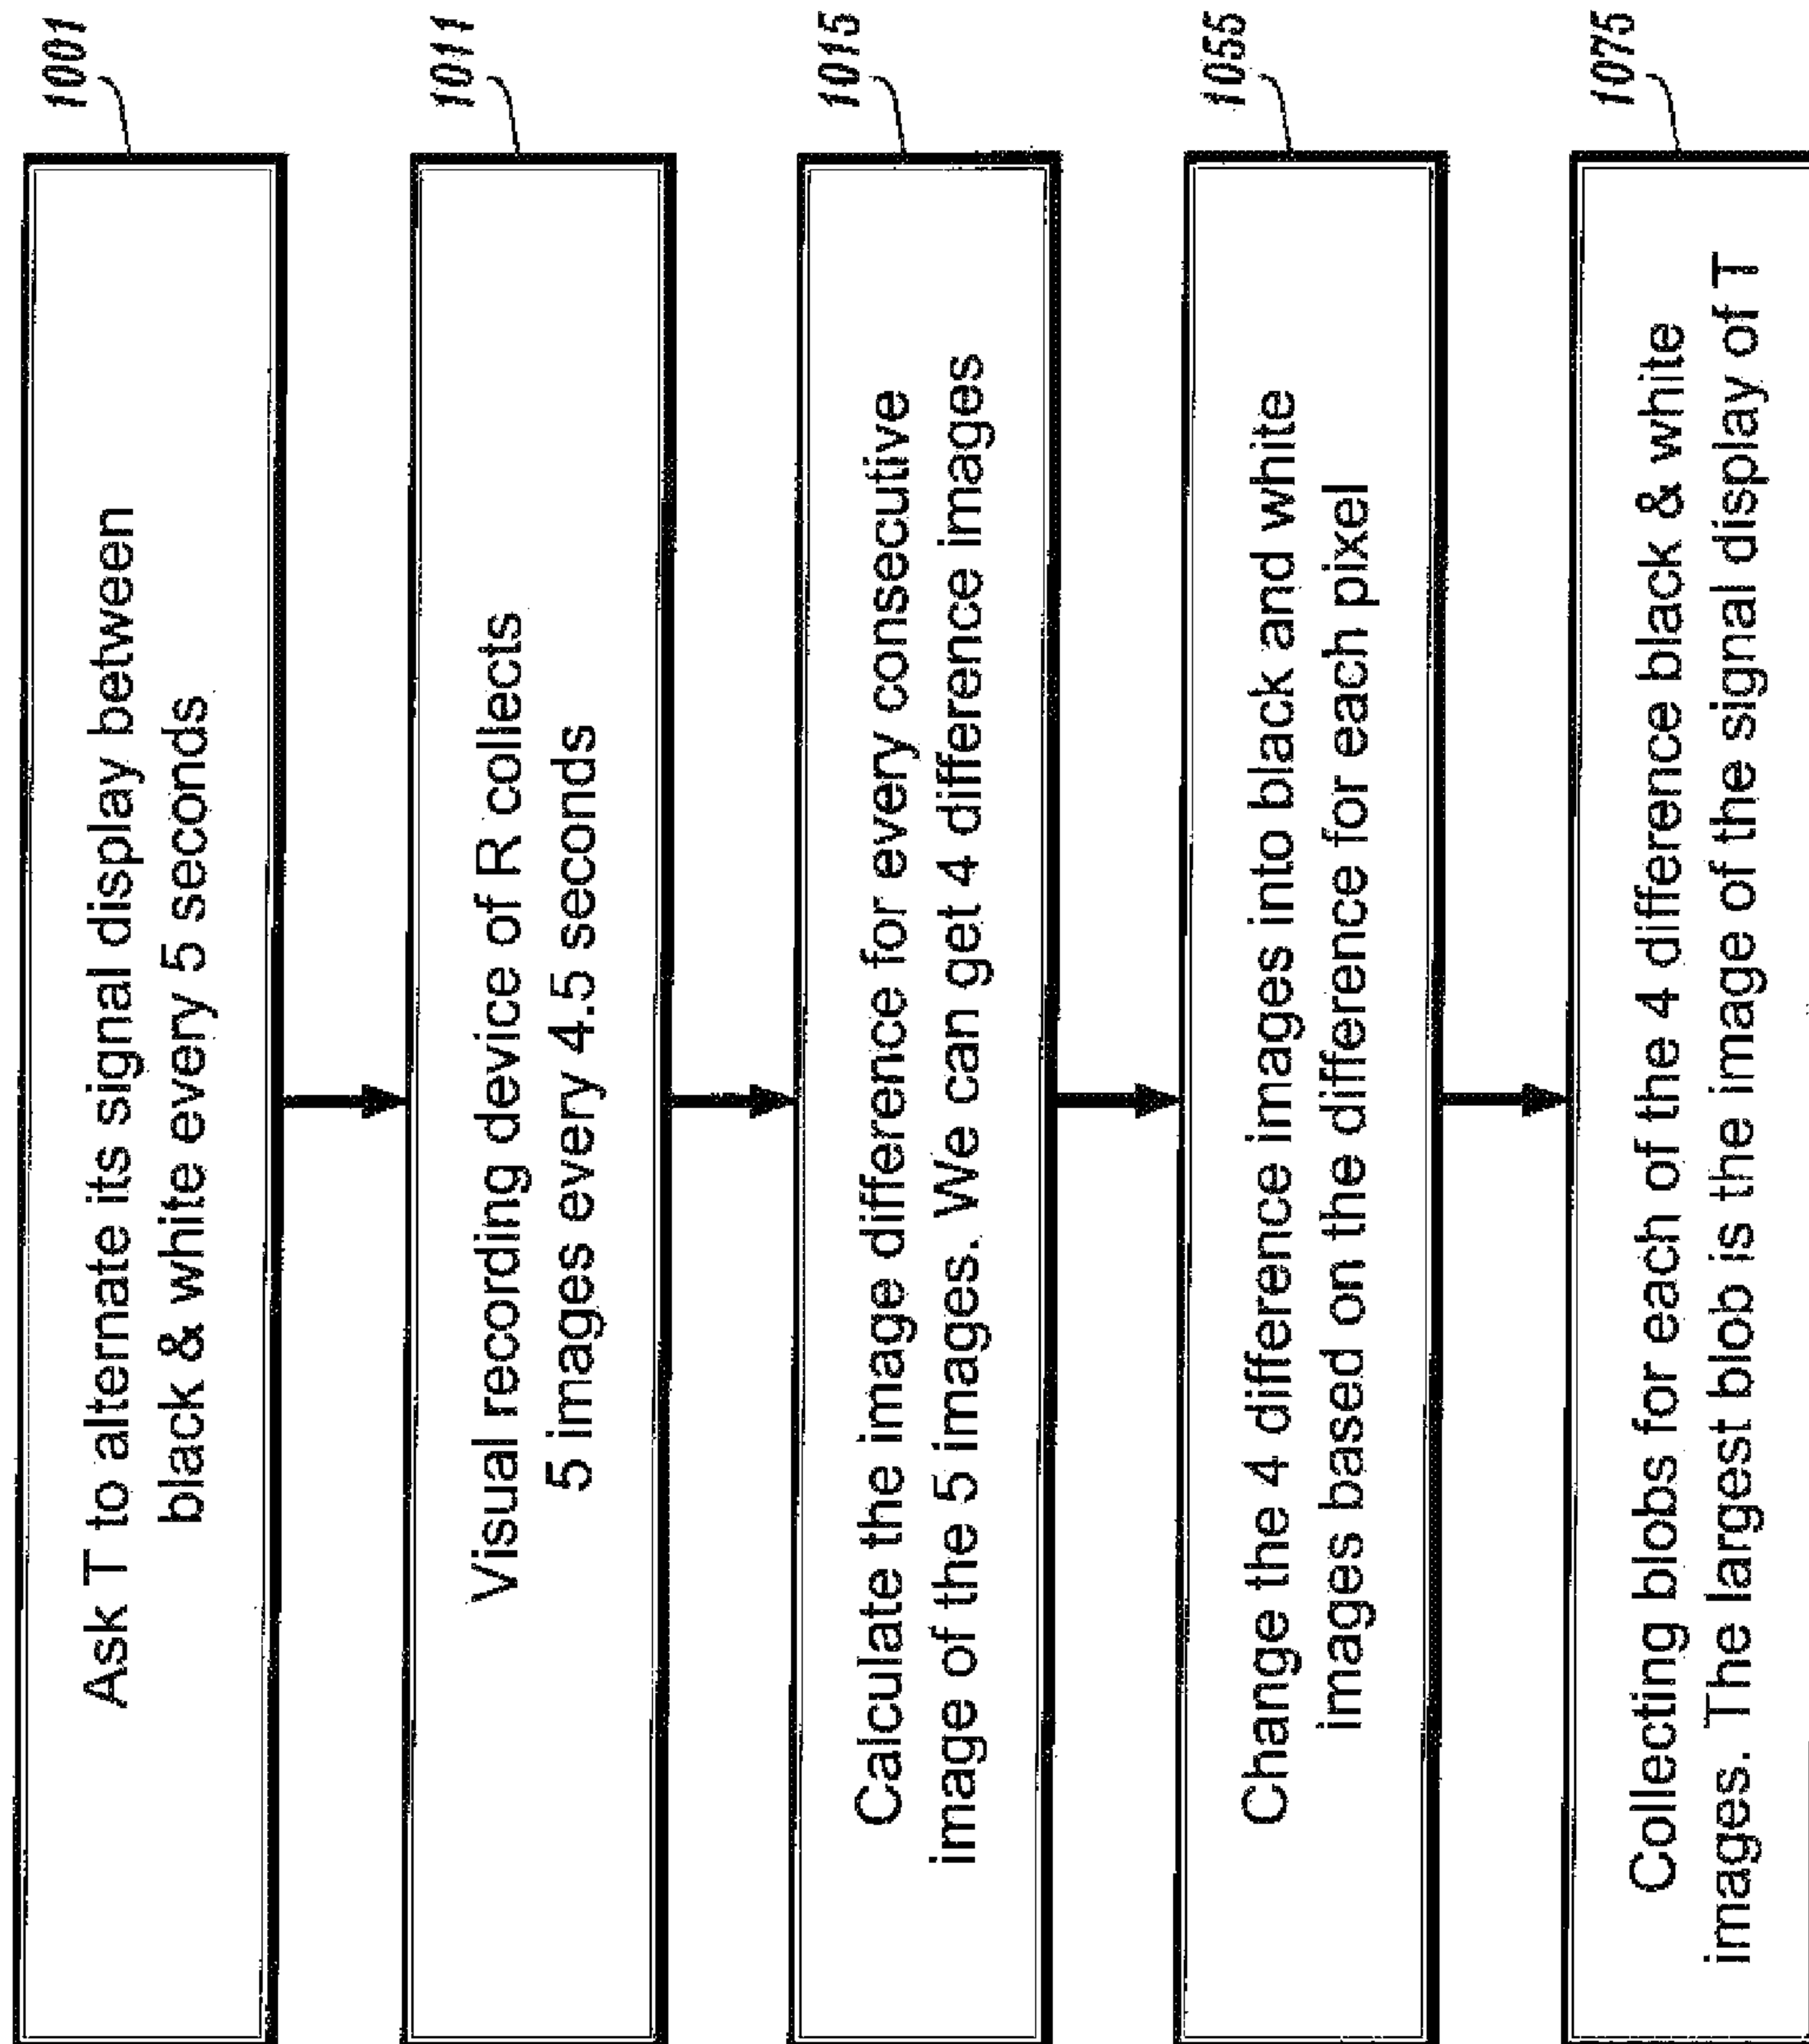 1001
Ask T to alternate its signal display between
black & white every 5 seconds
1011
Visual recording device of R collects
5 images every 4.5 seconds
1015
Calculate the image difference for every consecutive
image of the 5 images. We can get 4 difference images
1055
Change the 4 difference images into black and white
images based on the difference for each pixel
1075
Collecting blobs for each of the 4 difference black & white
images. The largest blob is the image of the signal display of T